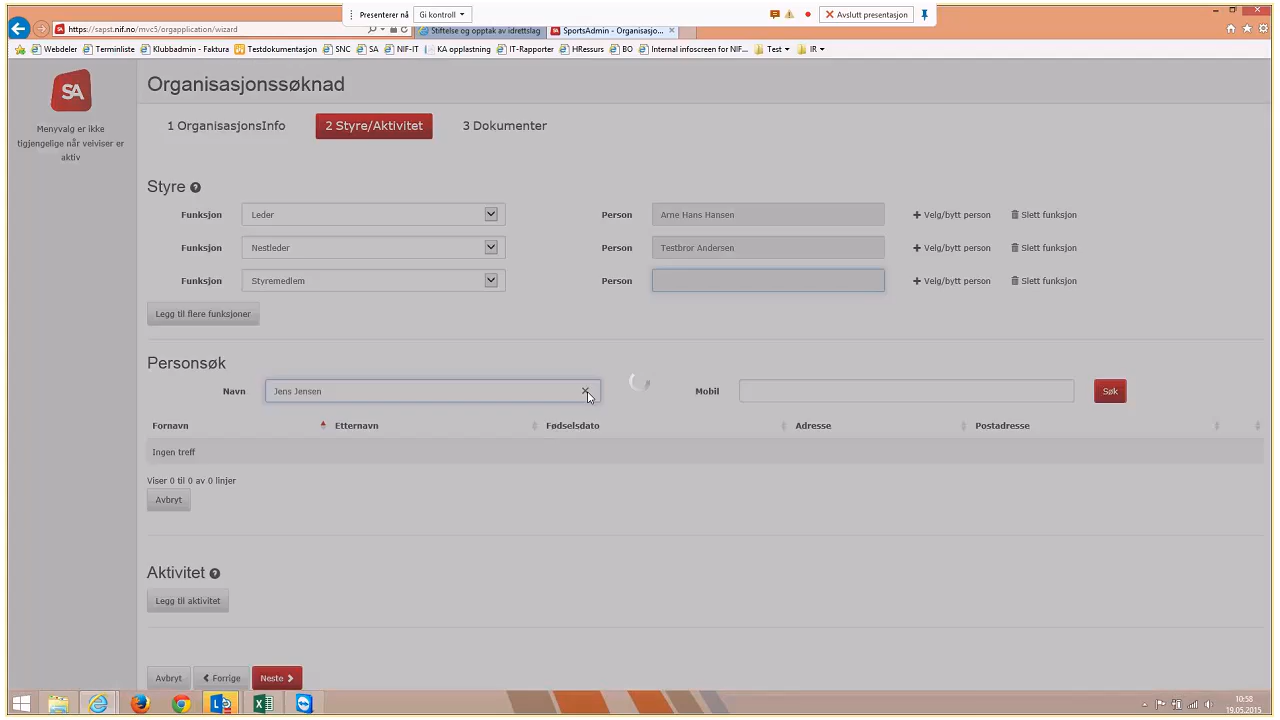 Presenterer nå Gi kontroll Avslutt presentasjon
https://sapst.nif.no/mvc5/orgapplication/wizard Stiftelse og opptak av idrettslag SportsAdmin - Organisasjo...
Webdeler Terminliste Klubbadmin - Faktura Testdokumentasjon SNC SA NIF-IT KA opplastning IT-Rapporter HRessurs BO Internal infoscreen for NIF... Test IR
SA
Menyvalg er ikke
tigjengelige når veiviser er
aktiv
Organisasjonssøknad
1 OrganisasjonsInfo 2 Styre/Aktivitet 3 Dokumenter
Styre ?
Funksjon Leder Person Arne Hans Hansen Velg/bytt person Slett funksjon
Funksjon Nestleder Person Testbror Andersen Velg/bytt person Slett funksjon
Funksjon Styremedlem Person Velg/bytt person Slett funksjon
Legg til flere funksjoner
Personsøk
Navn Jens Jensen Mobil Søk
Fornavn Etternavn Fødselsdato Adresse Postadresse
Ingen treff
Viser 0 til 0 av 0 linjer
Avbryt
Aktivitet ?
Legg til aktivitet
Avbryt Forrige Neste
10:58
19.05.2015